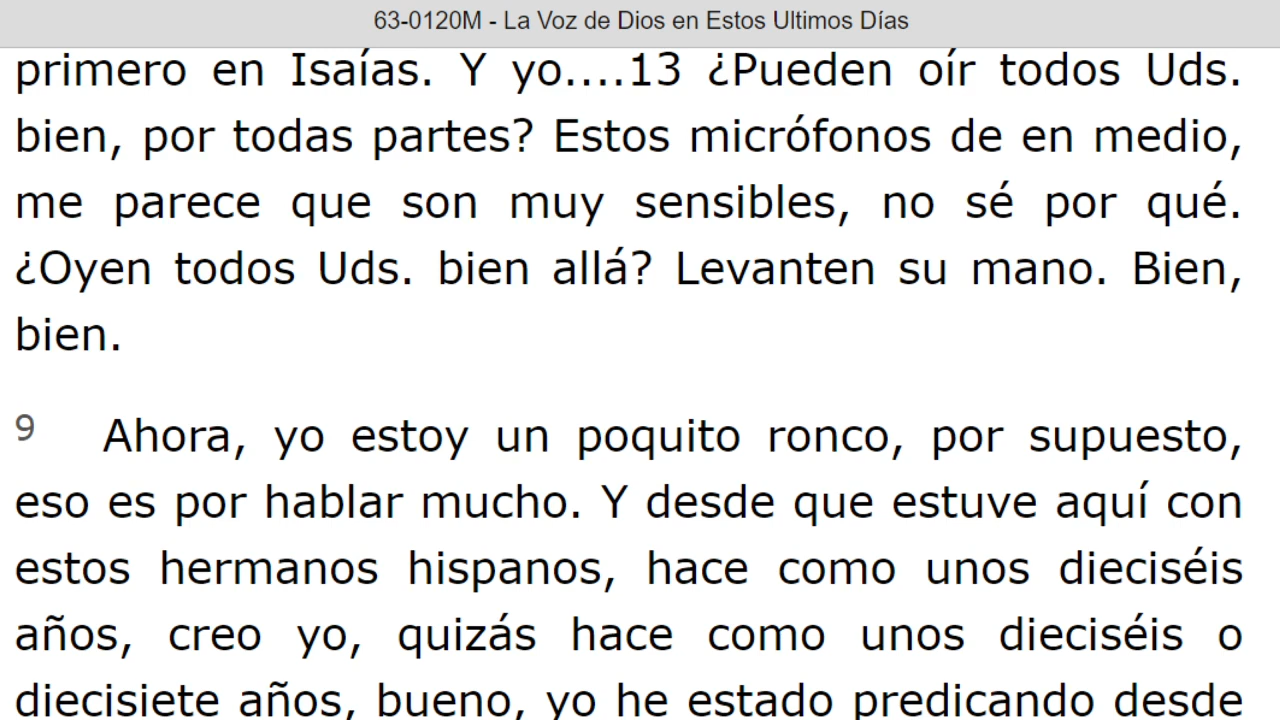 63-0120M - La Voz de Dios en Estos Ultimos Días
primero en Isaías. Y yo....13 ¿Pueden oír todos Uds.
bien, por todas partes? Estos micrófonos de en medio,
me parece que son muy sensibles, no sé por qué.
¿Oyen todos Uds. bien allá? Levanten su mano. Bien,
bien.
9 Ahora, yo estoy un poquito ronco, por supuesto,
eso es por hablar mucho. Y desde que estuve aquí con
estos hermanos hispanos, hace como unos dieciséis
años, creo yo, quizás hace como unos dieciséis o
diecisiete años, bueno, yo he estado predicando desde